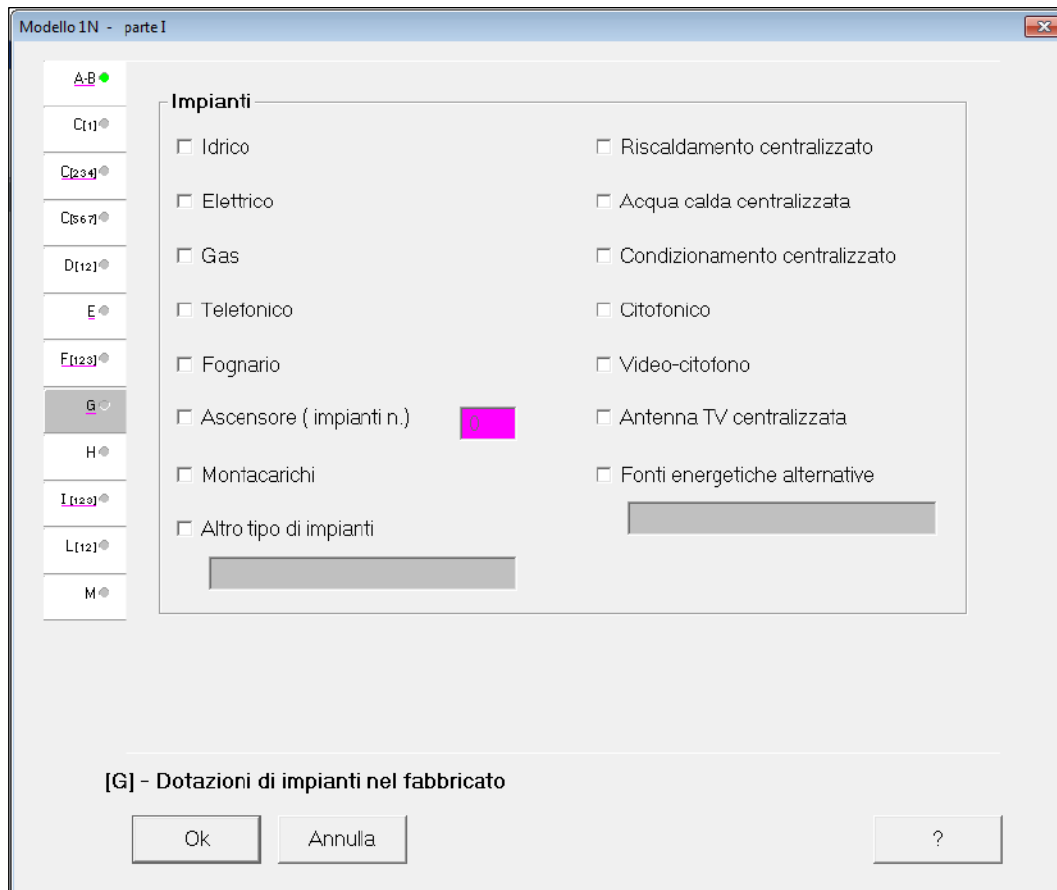 Modello 1N - parte I
A-B
C[1]
C[234]
C[567]
D[12]
E
F[123]
G
H
I[123]
L[12]
M
Impianti
Idrico
Elettrico
Gas
Telefonico
Fognario
Ascensore ( impianti n.) 0
Montacarichi
Altro tipo di impianti
Riscaldamento centralizzato
Acqua calda centralizzata
Condizionamento centralizzato
Citofonico
Video-citofono
Antenna TV centralizzata
Fonti energetiche alternative
[G] - Dotazioni di impianti nel fabbricato
Ok
Annulla
?